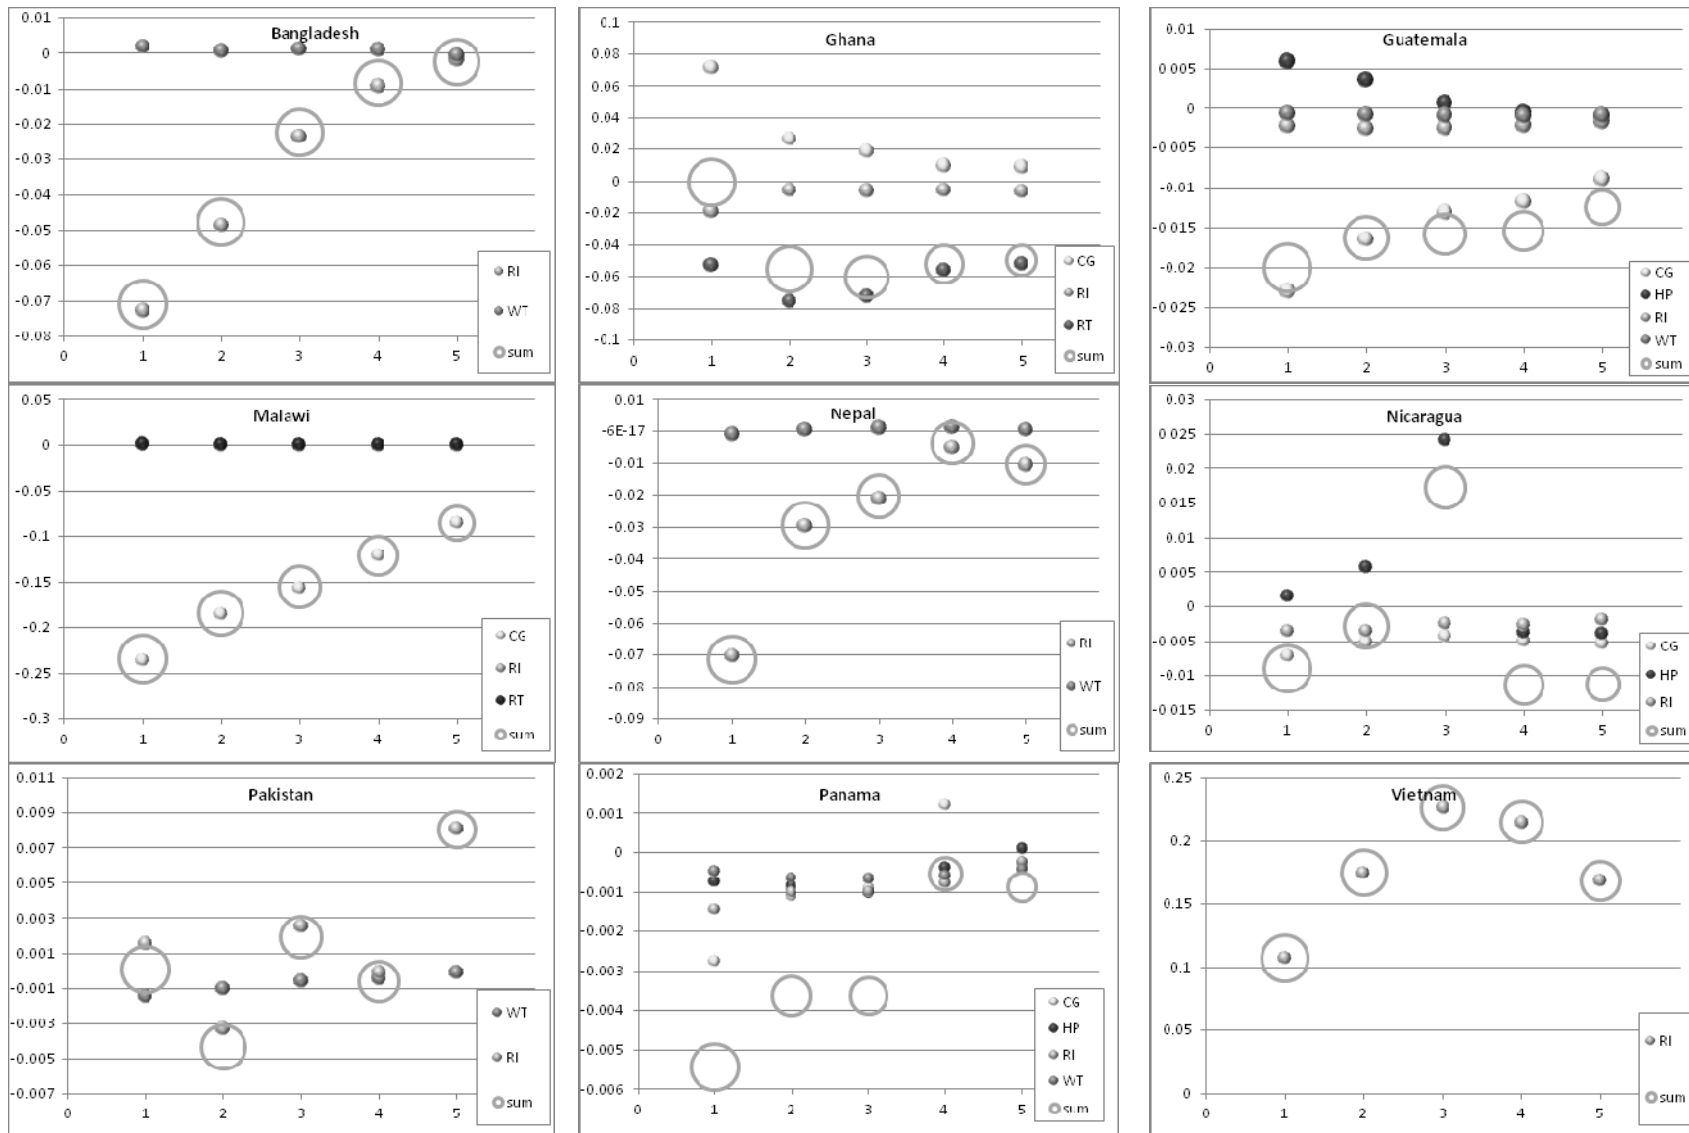 Bangladesh
0.01
0
-0.01
-0.02
-0.03
-0.04
-0.05
-0.06
-0.07
-0.08
0 1 2 3 4 5
RI
WT
sum
Ghana
0.1
0.08
0.06
0.04
0.02
0
-0.02
-0.04
-0.06
-0.08
-0.1
0 1 2 3 4 5
CG
RI
RT
sum
Guatemala
0.01
0.005
0
-0.005
-0.01
-0.015
-0.02
-0.025
-0.03
0 1 2 3 4 5
CG
HP
RI
WT
sum
Malawi
0.05
0
-0.05
-0.1
-0.15
-0.2
-0.25
-0.3
0 1 2 3 4 5
CG
RI
RT
sum
Nepal
0.01
-6E-17
-0.01
-0.02
-0.03
-0.04
-0.05
-0.06
-0.07
-0.08
-0.09
0 1 2 3 4 5
RI
WT
sum
Nicaragua
0.03
0.025
0.02
0.015
0.01
0.005
0
-0.005
-0.01
-0.015
0 1 2 3 4 5
CG
HP
RI
sum
Pakistan
0.011
0.009
0.007
0.005
0.003
0.001
-0.001
-0.003
-0.005
-0.007
0 1 2 3 4 5
WT
RI
sum
Panama
0.002
0.001
0
-0.001
-0.002
-0.003
-0.004
-0.005
-0.006
0 1 2 3 4 5
CG
HP
RI
WT
sum
Vietnam
0.25
0.2
0.15
0.1
0.05
0
0 1 2 3 4 5
RI
sum